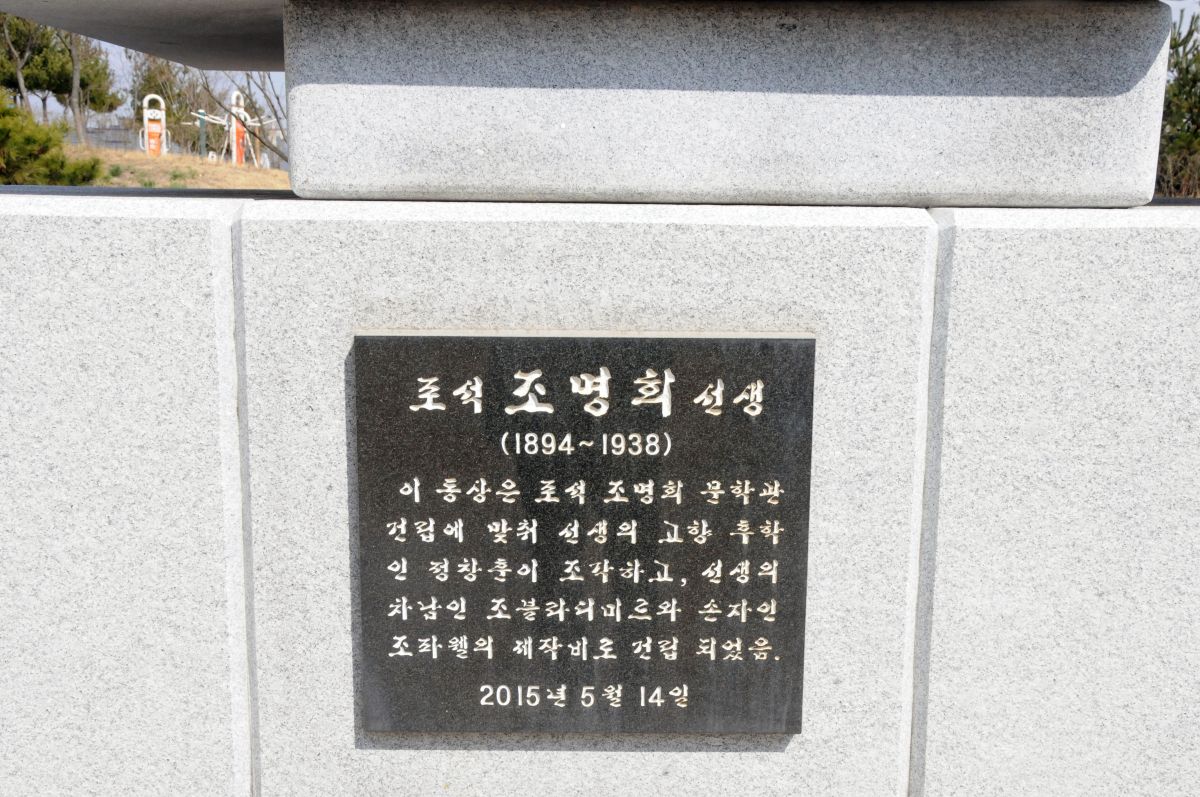 포석 조명희 선생
(1894~1938)
이 동상은 포석 조명희 문학관
건립에 맞춰 선생의 고향 후학
인 정창훈이 조각하고, 선생의
차남인 조블라디미르와 손자인
조파웰의 제작비로 건립 되었음.
2015년 5월 14일